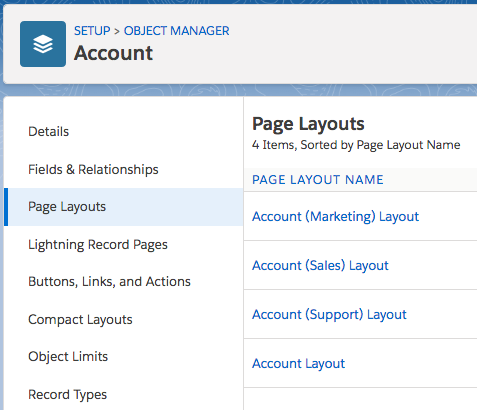 SETUP > OBJECT MANAGER
Account
Details
Fields & Relationships
Page Layouts
Lightning Record Pages
Buttons, Links, and Actions
Compact Layouts
Object Limits
Record Types
Page Layouts
4 Items, Sorted by Page Layout Name
PAGE LAYOUT NAME
Account (Marketing) Layout
Account (Sales) Layout
Account (Support) Layout
Account Layout